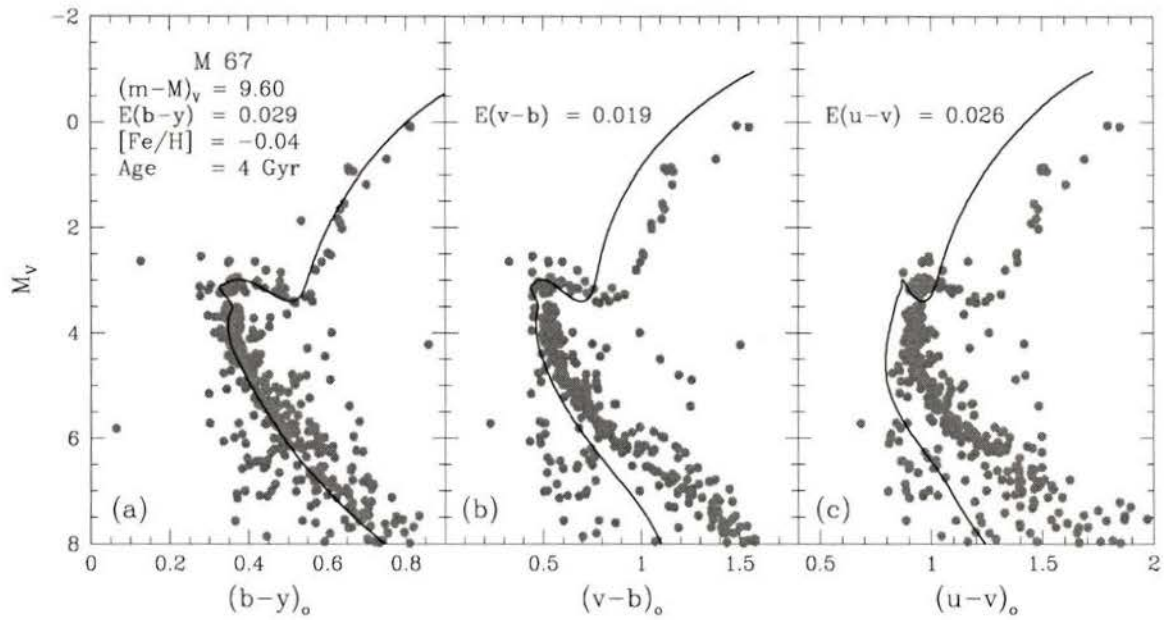 M 67
(m−M)ᵥ = 9.60
E(b−y) = 0.029
[Fe/H] = −0.04
Age = 4 Gyr
E(v−b) = 0.019
E(u−v) = 0.026
−2
0
2
4
6
8
M_V
(a)
(b)
(c)
0 0.2 0.4 0.6 0.8
0.5 1 1.5
0.5 1 1.5 2
(b−y)ₒ
(v−b)ₒ
(u−v)ₒ